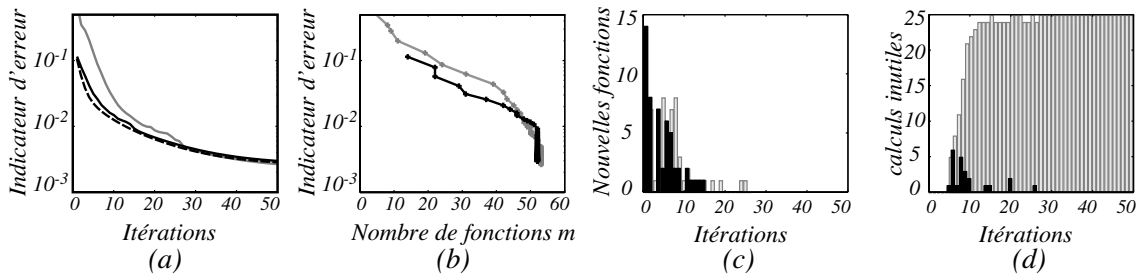 Indicateur d'erreur
10-1
10-2
10-3
0 10 20 30 40 50
Itérations
(a)
Indicateur d'erreur
10-1
10-2
10-3
0 10 20 30 40 50 60
Nombre de fonctions m
(b)
Nouvelles fonctions
15
10
5
0
0 10 20 30 40 50
Itérations
(c)
calculs inutiles
25
20
15
10
5
0
0 10 20 30 40 50
Itérations
(d)